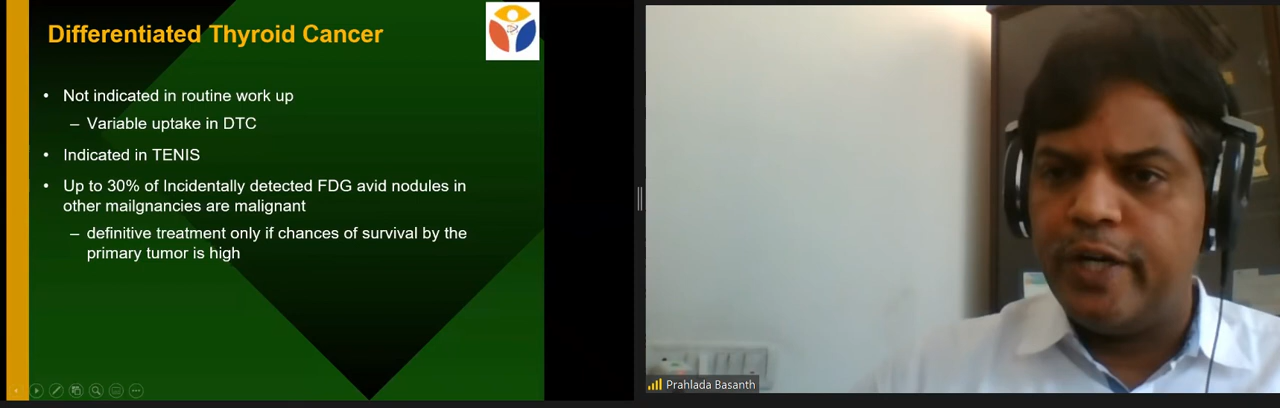 Differentiated Thyroid Cancer
• Not indicated in routine work up
– Variable uptake in DTC
• Indicated in TENIS
• Up to 30% of Incidentally detected FDG avid nodules in
other mailgnancies are malignant
– definitive treatment only if chances of survival by the
primary tumor is high
Prahlada Basanth